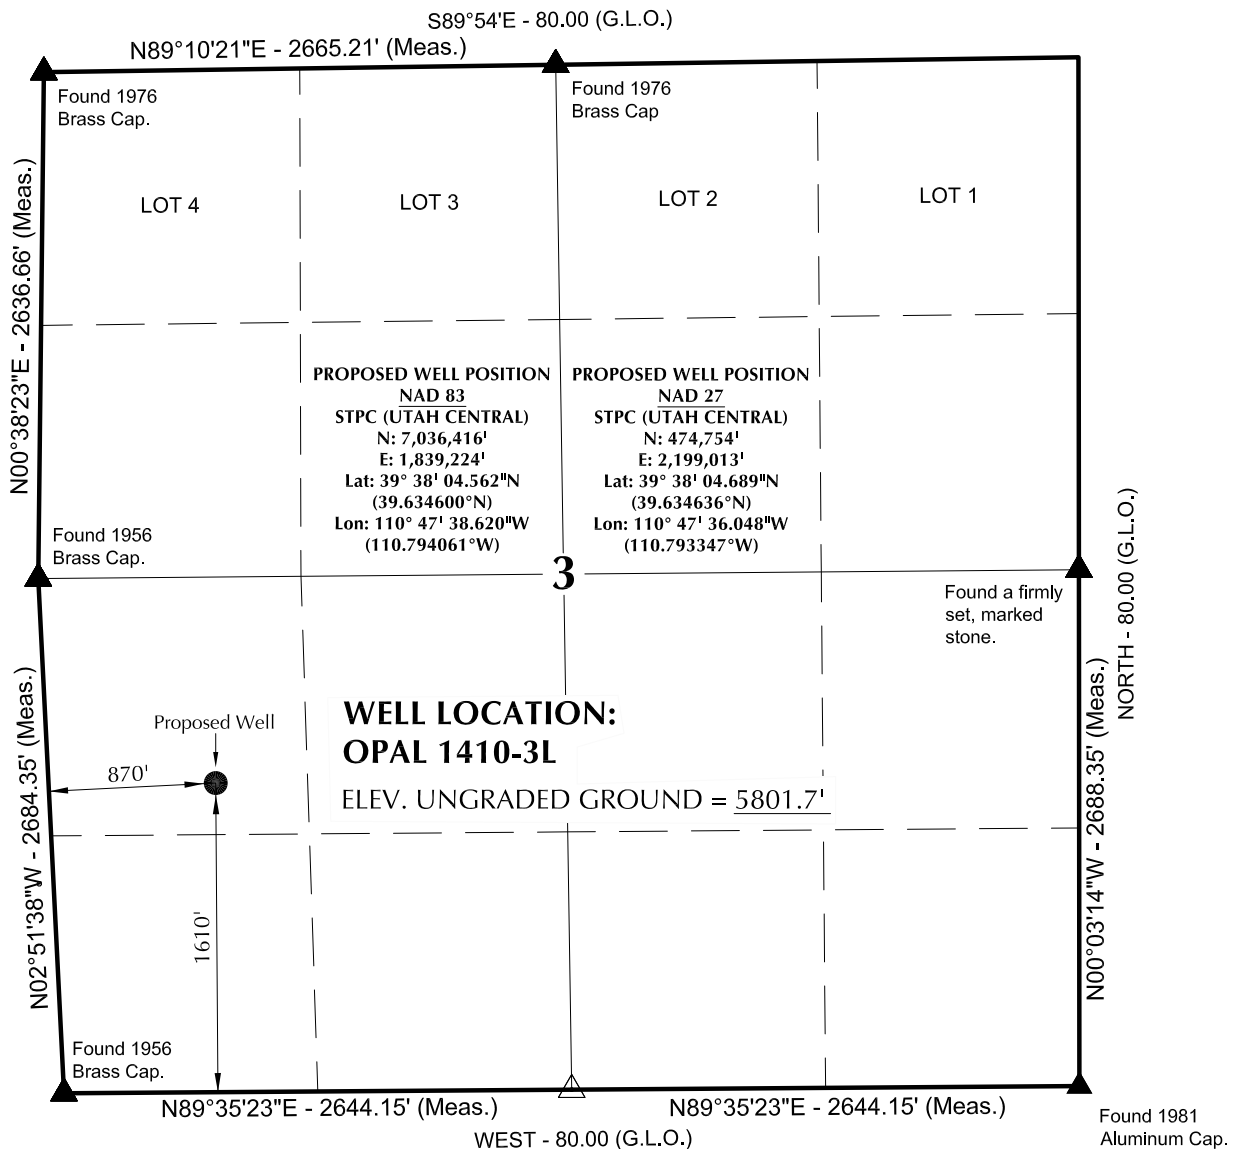 S89°54'E - 80.00 (G.L.O.)
N89°10'21"E - 2665.21' (Meas.)
Found 1976
Brass Cap.
Found 1976
Brass Cap
LOT 4
LOT 3
LOT 2
LOT 1
N00°38'23"E - 2636.66' (Meas.)
PROPOSED WELL POSITION
NAD 83
STPC (UTAH CENTRAL)
N: 7,036,416'
E: 1,839,224'
Lat: 39° 38' 04.562"N
(39.634600°N)
Lon: 110° 47' 38.620"W
(110.794061°W)
PROPOSED WELL POSITION
NAD 27
STPC (UTAH CENTRAL)
N: 474,754'
E: 2,199,013'
Lat: 39° 38' 04.689"N
(39.634636°N)
Lon: 110° 47' 36.048"W
(110.793347°W)
Found 1956
Brass Cap.
3
Found a firmly
set, marked
stone.
NORTH - 80.00 (G.L.O.)
N02°51'38"W - 2684.35' (Meas.)
Proposed Well
870'
1610'
WELL LOCATION:
OPAL 1410-3L
ELEV. UNGRADED GROUND = 5801.7'
N00°03'14"W - 2688.35' (Meas.)
Found 1956
Brass Cap.
N89°35'23"E - 2644.15' (Meas.)
N89°35'23"E - 2644.15' (Meas.)
WEST - 80.00 (G.L.O.)
Found 1981
Aluminum Cap.